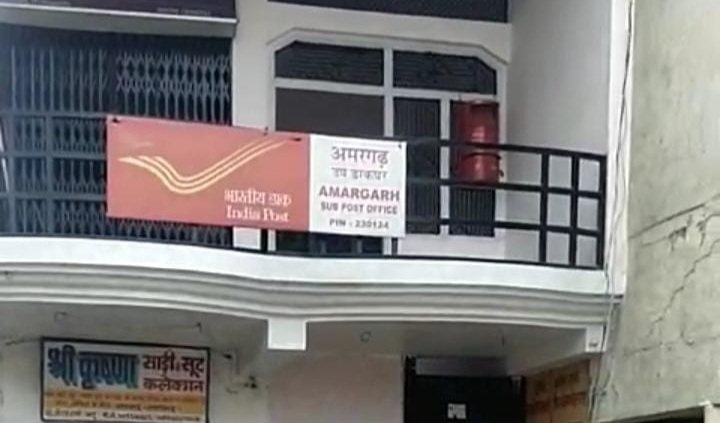 भारतीय डाक
India Post
अमरगढ़
उप डाकघर
AMARGARH
SUB POST OFFICE
PIN - 230134
श्री कृष्णा साड़ी सूट
कलेक्शन